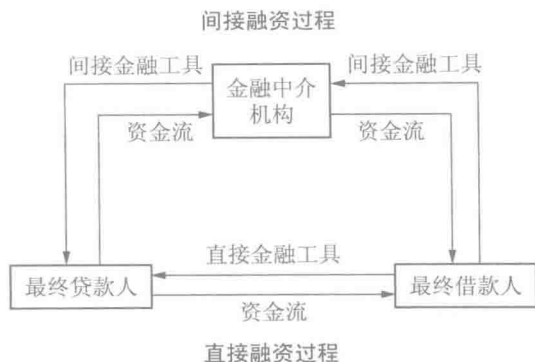 间接融资过程
间接金融工具
间接金融工具
金融中介
机构
资金流
资金流
直接金融工具
最终贷款人
最终借款人
资金流
直接融资过程